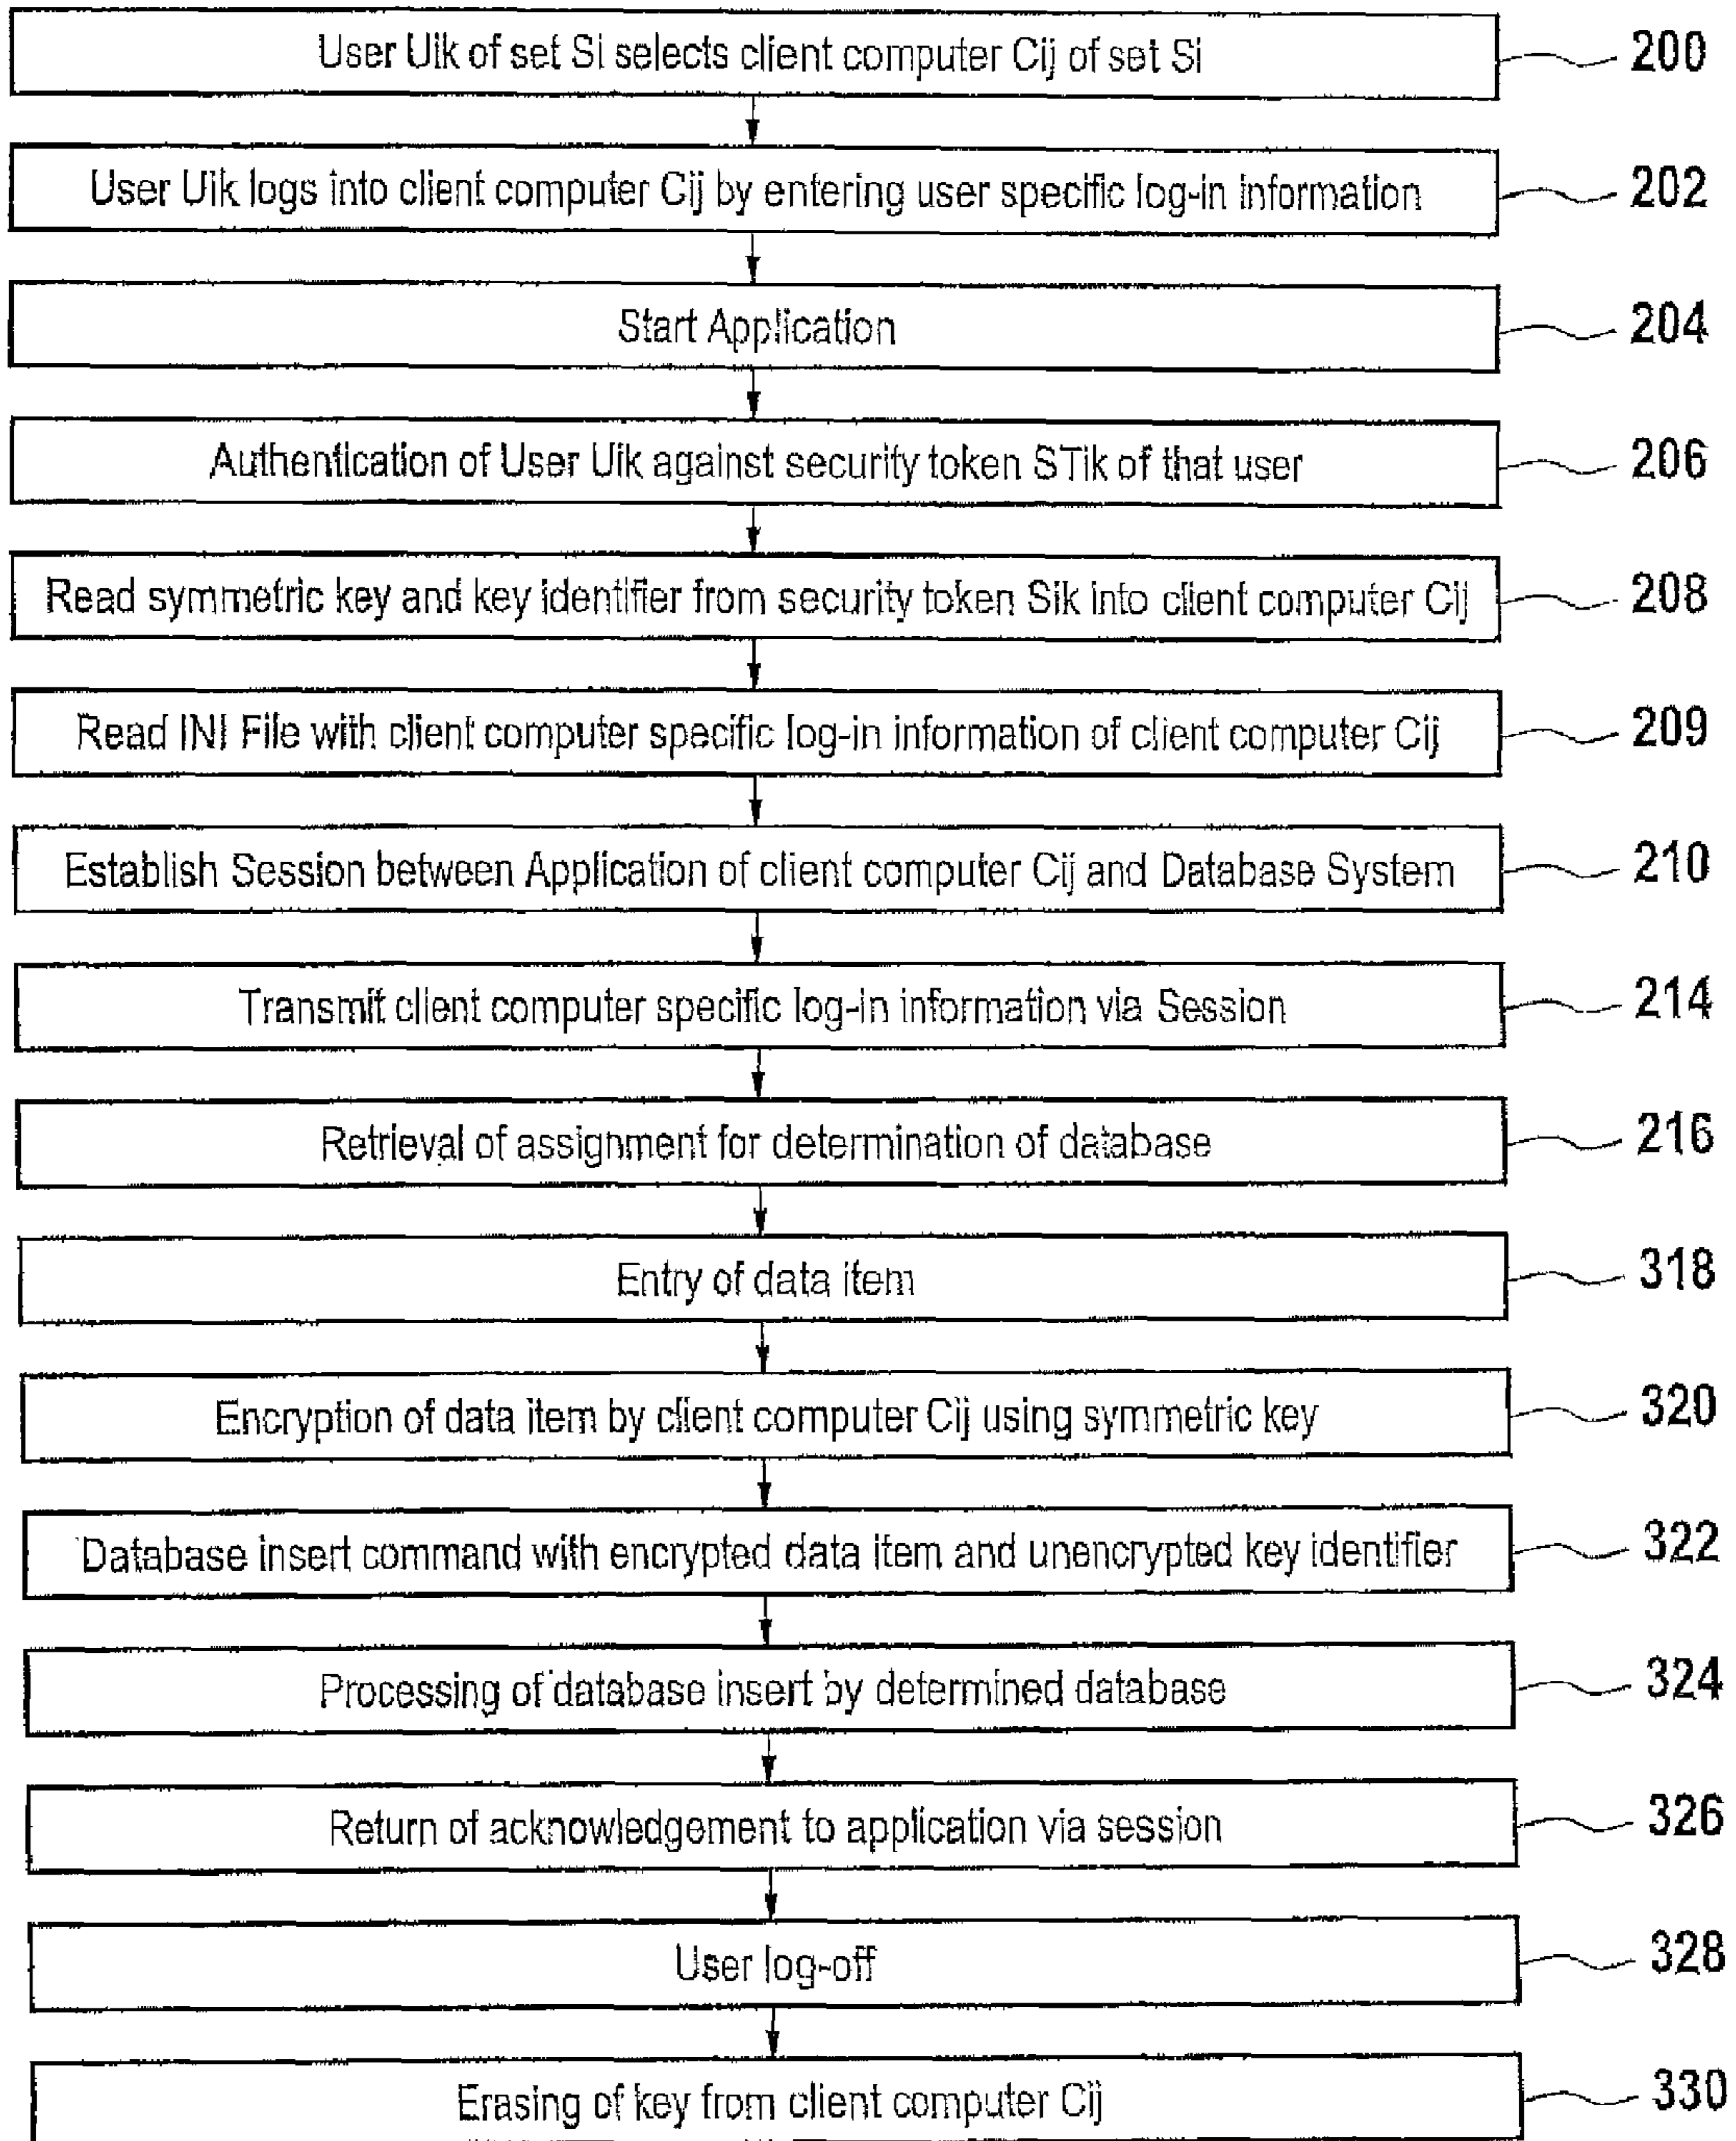 User Uik of set Si selects client computer Cij of set Si
200
User Uik logs into client computer Cij by entering user specific log-in information
202
Start Application
204
Authentication of User Uik against security token STik of that user
206
Read symmetric key and key identifier from security token Sik into client computer Cij
208
Read INI File with client computer specific log-in information of client computer Cij
209
Establish Session between Application of client computer Cij and Database System
210
Transmit client computer specific log-in information via Session
214
Retrieval of assignment for determination of database
216
Entry of data item
318
Encryption of data item by client computer Cij using symmetric key
320
Database insert command with encrypted data item and unencrypted key identifier
322
Processing of database insert by determined database
324
Return of acknowledgement to application via session
326
User log-off
328
Erasing of key from client computer Cij
330